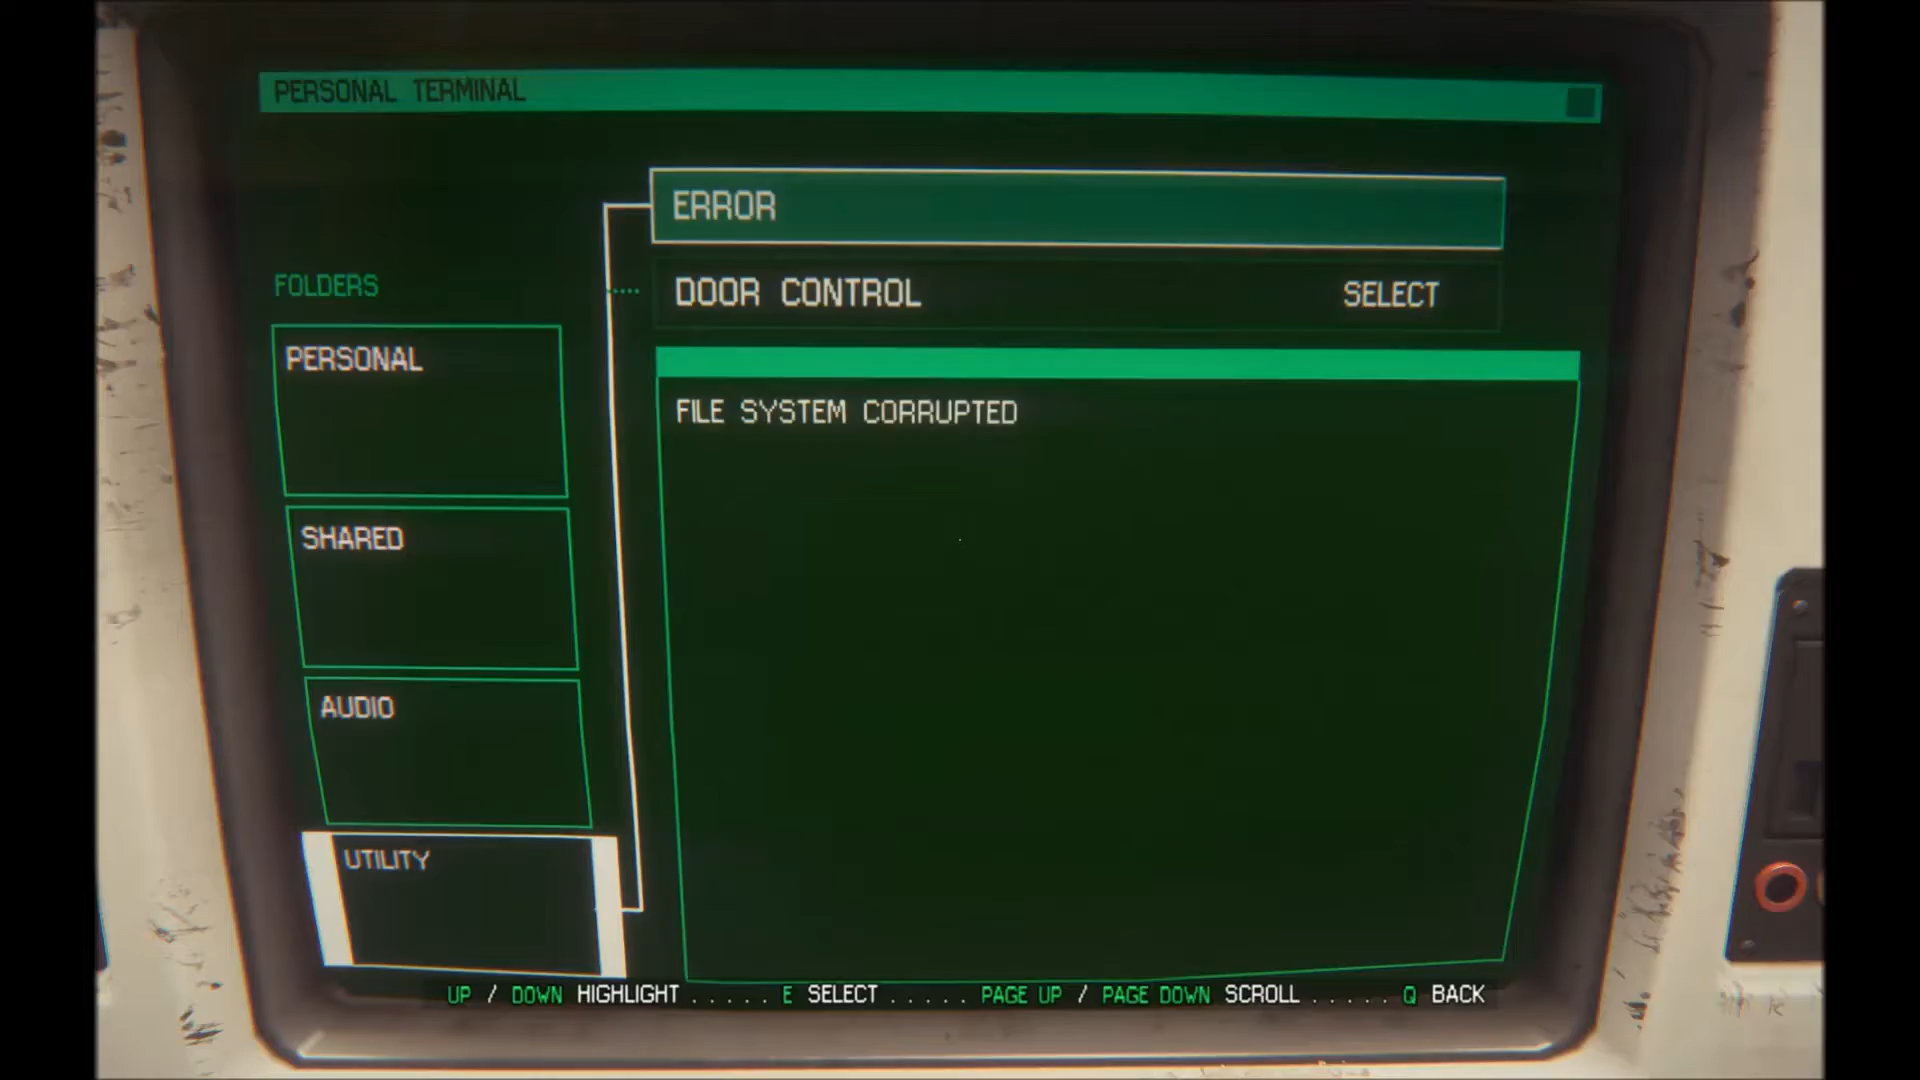 PERSONAL TERMINAL
ERROR
DOOR CONTROL SELECT
FOLDERS
PERSONAL
SHARED
AUDIO
UTILITY
FILE SYSTEM CORRUPTED
UP / DOWN HIGHLIGHT ..... E SELECT ..... PAGE UP / PAGE DOWN SCROLL ..... Q BACK